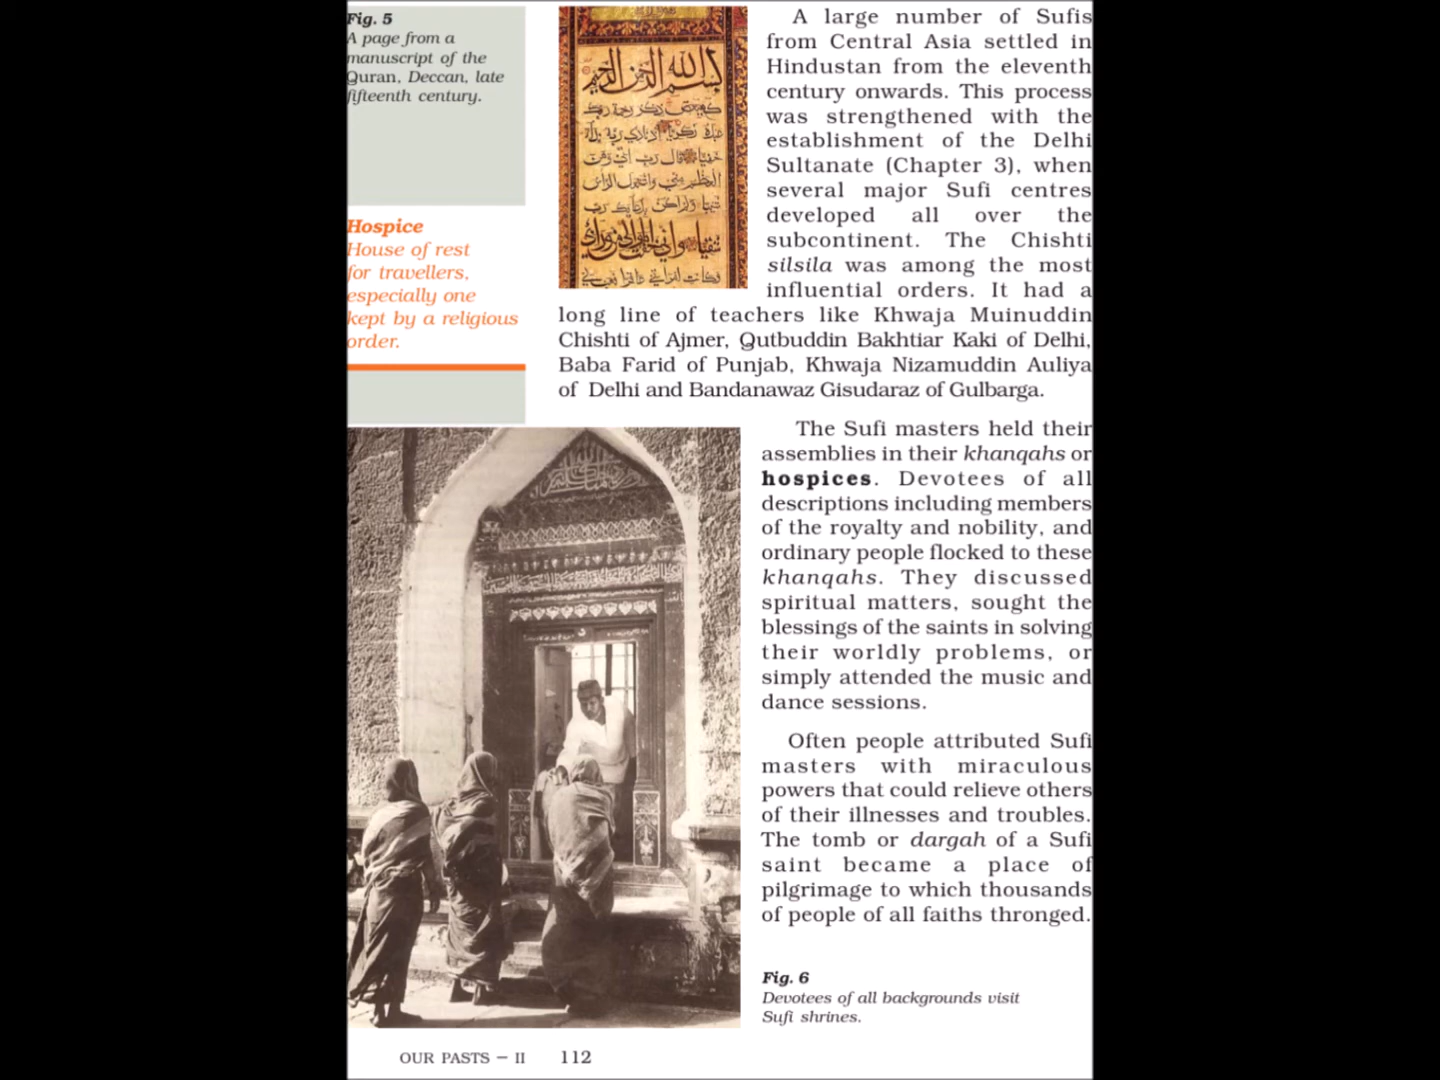 Fig. 5
A page from a
manuscript of the
Quran, Deccan, late
fifteenth century.
Hospice
House of rest
for travellers,
especially one
kept by a religious
order.
بسم الله الرحمن الرحيم
A large number of Sufis
from Central Asia settled in
Hindustan from the eleventh
century onwards. This process
was strengthened with the
establishment of the Delhi
Sultanate (Chapter 3), when
several major Sufi centres
developed all over the
subcontinent. The Chishti
silsila was among the most
influential orders. It had a
long line of teachers like Khwaja Muinuddin
Chishti of Ajmer, Qutbuddin Bakhtiar Kaki of Delhi,
Baba Farid of Punjab, Khwaja Nizamuddin Auliya
of Delhi and Bandanawaz Gisudaraz of Gulbarga.
The Sufi masters held their
assemblies in their khanqahs or
hospices. Devotees of all
descriptions including members
of the royalty and nobility, and
ordinary people flocked to these
khanqahs. They discussed
spiritual matters, sought the
blessings of the saints in solving
their worldly problems, or
simply attended the music and
dance sessions.
Often people attributed Sufi
masters with miraculous
powers that could relieve others
of their illnesses and troubles.
The tomb or dargah of a Sufi
saint became a place of
pilgrimage to which thousands
of people of all faiths thronged.
Fig. 6
Devotees of all backgrounds visit
Sufi shrines.
OUR PASTS – II 112